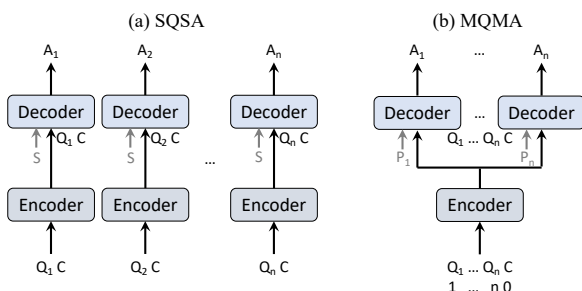 (a) SQSA
(b) MQMA
A1 A2 An
A1 ... An
Decoder Decoder Decoder
Decoder ... Decoder
S Q1 C S Q2 C ... S Qn C
P1 Q1 ... Qn C Pn
Encoder Encoder Encoder
Encoder
Q1 C Q2 C Qn C
Q1 ... Qn C
1 ... n 0